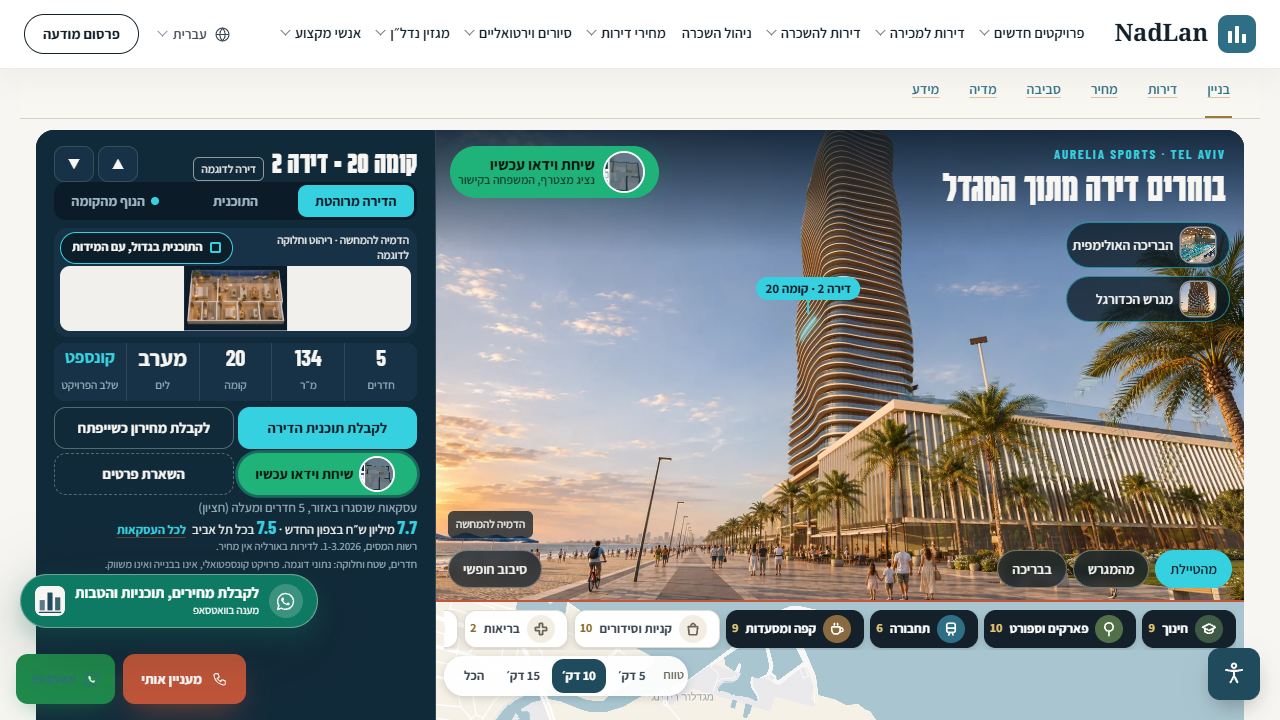 NadLan
פרויקטים חדשים
דירות למכירה
דירות להשכרה
ניהול השכרה
מחירי דירות
סיורים וירטואליים
מגזין נדל״ן
אנשי מקצוע
עברית
פרסום מודעה
בניין
דירות
מחיר
סביבה
מדיה
מידע
AURELIA SPORTS · TEL AVIV
בוחרים דירה מתוך המגדל
הבריכה האולימפית
מגרש הכדורגל
שיחת וידאו עכשיו
נציג מצטרף, המשפחה בקישור
דירה 2 · קומה 20
הדמיה להמחשה
סיבוב חופשי
מהטיילת
מהמגרש
בבריכה
קומה 20 · דירה 2
דירה לדוגמה
▲
▼
הדירה מרוהטת
התוכנית
הנוף מהקומה
הדמיה להמחשה · ריהוט וחלוקה
לדוגמה
התוכנית בגדול, עם המידות
5
חדרים
134
מ״ר
20
קומה
מערב
לים
קונספט
שלב הפרויקט
לקבלת תוכנית הדירה
לקבלת מחירון כשייפתח
שיחת וידאו עכשיו
השארת פרטים
עסקאות שנסגרו באזור, 5 חדרים ומעלה (חציון)
7.7 מיליון ש״ח בצפון החדש · 7.5 בכל תל אביב לכל העסקאות
רשות המסים, 1-3.2026. לדירות באורליה אין מחיר.
חדרים, שטח וחלוקה: נתוני דוגמה. פרויקט קונספטואלי, אינו בבנייה ואינו משווק.
לקבלת מחירים, תוכניות והטבות
מענה בוואטסאפ
מעניין אותי
חינוך 9
פארקים וספורט 10
תחבורה 6
קפה ומסעדות 9
קניות וסידורים 10
בריאות 2
טווח
5 דק׳
10 דק׳
15 דק׳
הכל